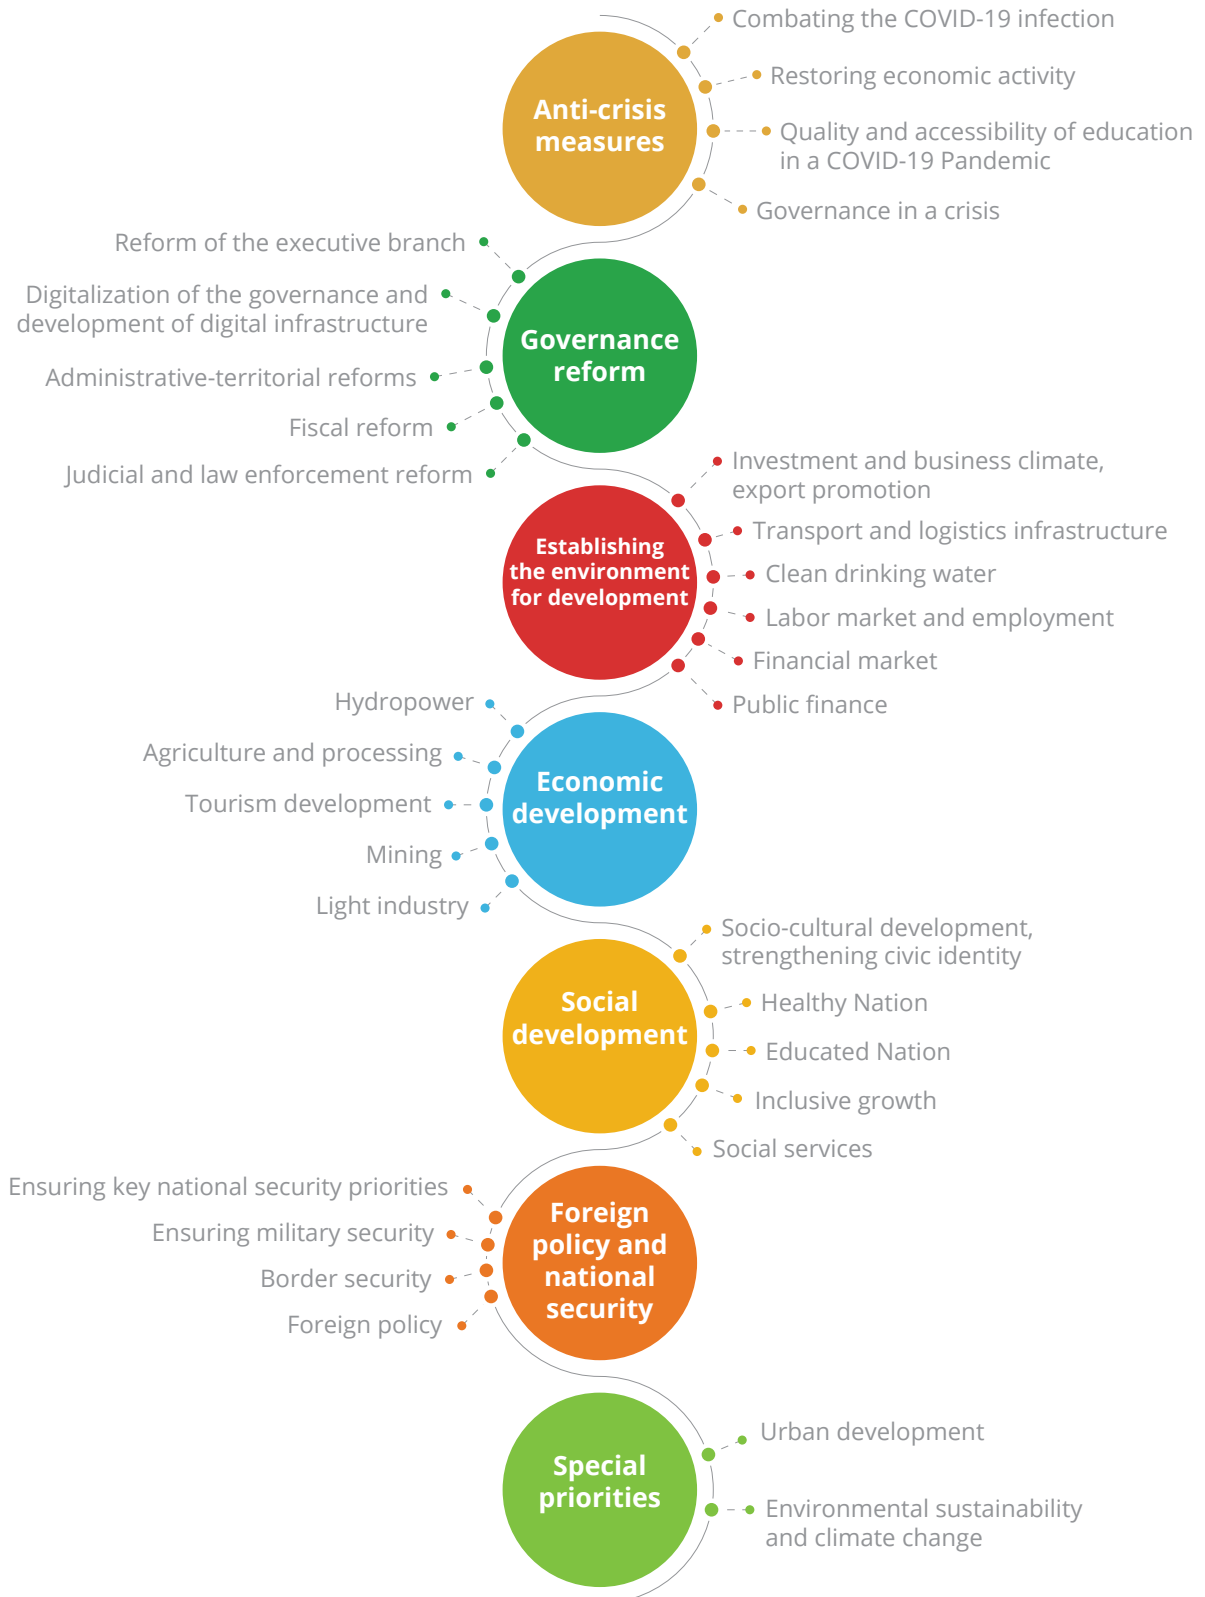 Anti-crisis
measures
Combating the COVID-19 infection
Restoring economic activity
Quality and accessibility of education
in a COVID-19 Pandemic
Governance in a crisis
Governance
reform
Reform of the executive branch
Digitalization of the governance and
development of digital infrastructure
Administrative-territorial reforms
Fiscal reform
Judicial and law enforcement reform
Establishing
the environment
for development
Investment and business climate,
export promotion
Transport and logistics infrastructure
Clean drinking water
Labor market and employment
Financial market
Public finance
Economic
development
Hydropower
Agriculture and processing
Tourism development
Mining
Light industry
Social
development
Socio-cultural development,
strengthening civic identity
Healthy Nation
Educated Nation
Inclusive growth
Social services
Foreign
policy and
national
security
Ensuring key national security priorities
Ensuring military security
Border security
Foreign policy
Special
priorities
Urban development
Environmental sustainability
and climate change